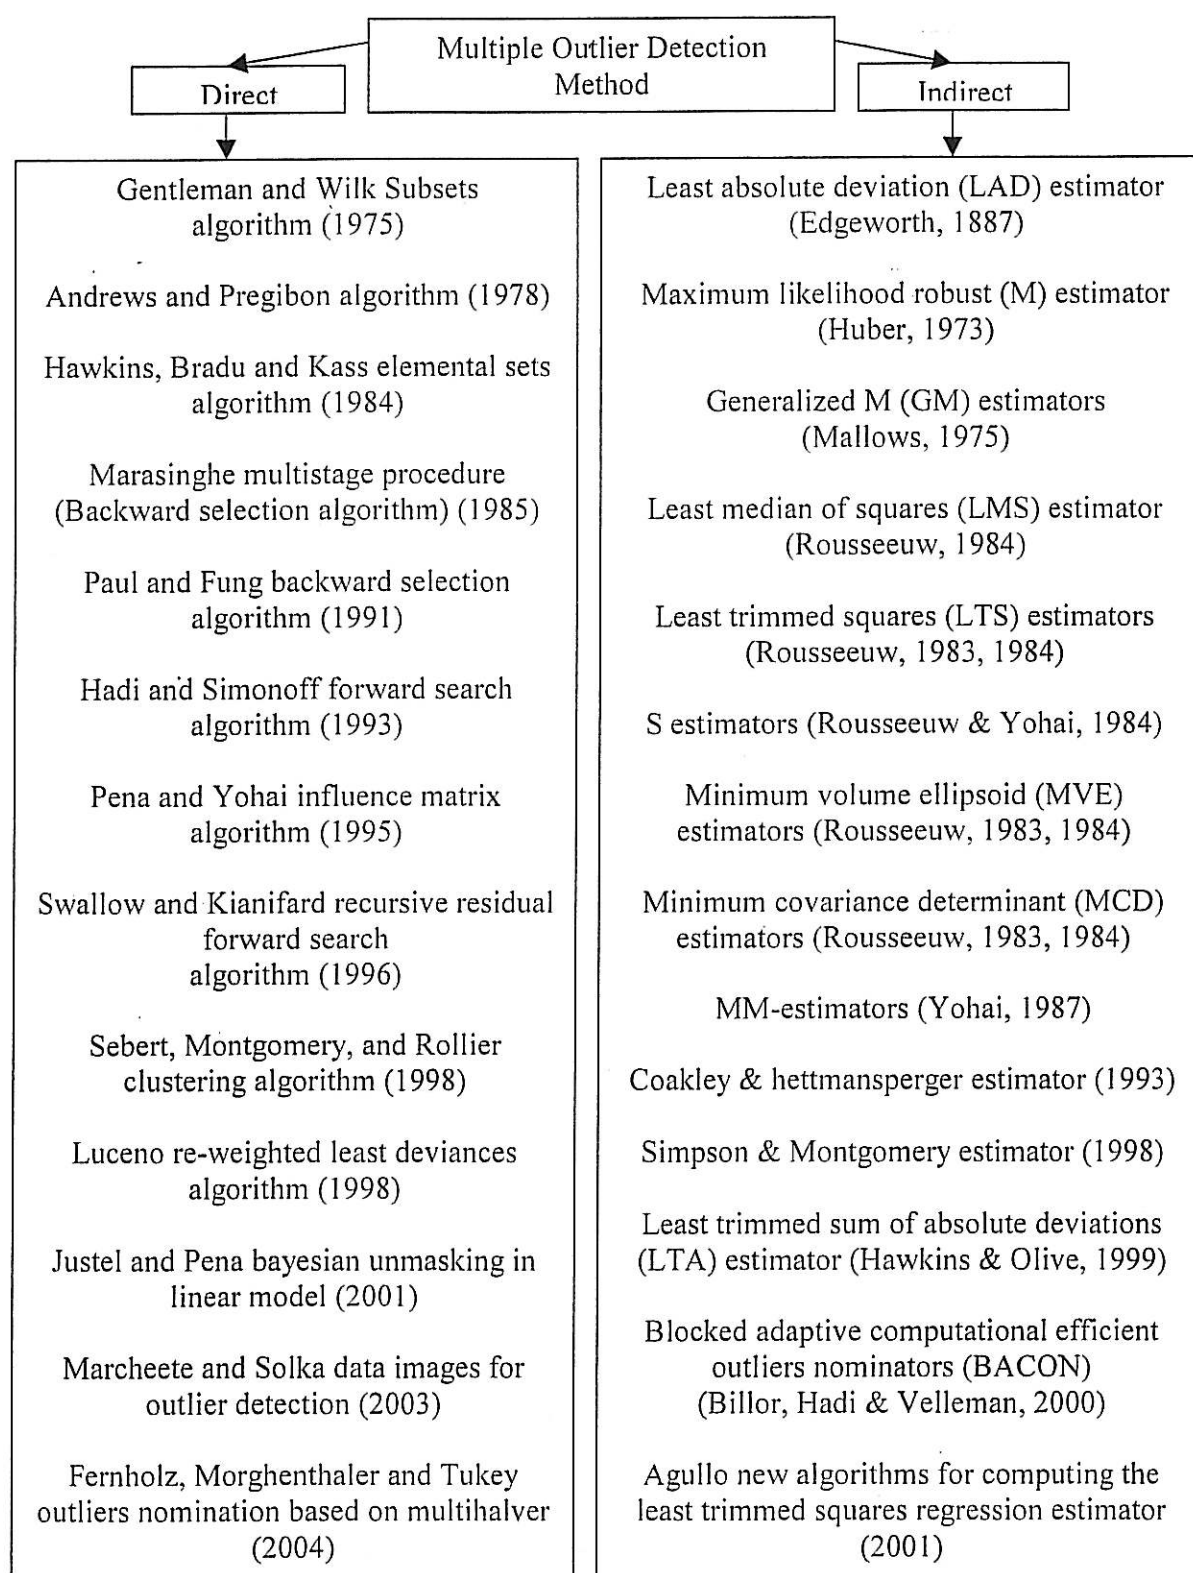 Multiple Outlier Detection
Method
Direct
Indirect
Gentleman and Wilk Subsets
algorithm (1975)
Andrews and Pregibon algorithm (1978)
Hawkins, Bradu and Kass elemental sets
algorithm (1984)
Marasinghe multistage procedure
(Backward selection algorithm) (1985)
Paul and Fung backward selection
algorithm (1991)
Hadi and Simonoff forward search
algorithm (1993)
Pena and Yohai influence matrix
algorithm (1995)
Swallow and Kianifard recursive residual
forward search
algorithm (1996)
Sebert, Montgomery, and Rollier
clustering algorithm (1998)
Luceno re-weighted least deviances
algorithm (1998)
Justel and Pena bayesian unmasking in
linear model (2001)
Marcheete and Solka data images for
outlier detection (2003)
Fernholz, Morghenthaler and Tukey
outliers nomination based on multihalver
(2004)
Least absolute deviation (LAD) estimator
(Edgeworth, 1887)
Maximum likelihood robust (M) estimator
(Huber, 1973)
Generalized M (GM) estimators
(Mallows, 1975)
Least median of squares (LMS) estimator
(Rousseeuw, 1984)
Least trimmed squares (LTS) estimators
(Rousseeuw, 1983, 1984)
S estimators (Rousseeuw & Yohai, 1984)
Minimum volume ellipsoid (MVE)
estimators (Rousseeuw, 1983, 1984)
Minimum covariance determinant (MCD)
estimators (Rousseeuw, 1983, 1984)
MM-estimators (Yohai, 1987)
Coakley & hettmansperger estimator (1993)
Simpson & Montgomery estimator (1998)
Least trimmed sum of absolute deviations
(LTA) estimator (Hawkins & Olive, 1999)
Blocked adaptive computational efficient
outliers nominators (BACON)
(Billor, Hadi & Velleman, 2000)
Agullo new algorithms for computing the
least trimmed squares regression estimator
(2001)